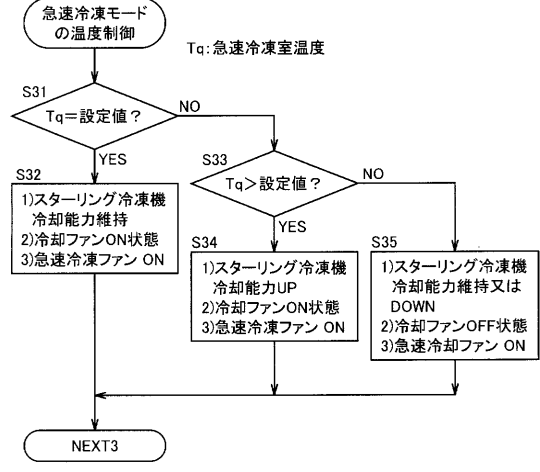 急速冷凍モード
の温度制御
Tq:急速冷凍室温度
S31
Tq=設定値?
NO
YES
S32
1)スターリング冷凍機
冷却能力維持
2)冷却ファンON状態
3)急速冷凍ファン ON
S33
Tq>設定値?
NO
YES
S34
1)スターリング冷凍機
冷却能力UP
2)冷却ファンON状態
3)急速冷凍ファン ON
S35
1)スターリング冷凍機
冷却能力維持又は
DOWN
2)冷却ファンOFF状態
3)急速冷却ファン ON
NEXT3